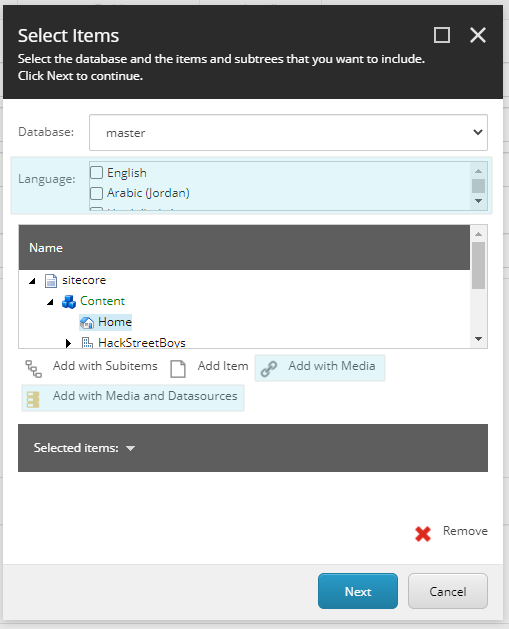 Select Items
Select the database and the items and subtrees that you want to include.
Click Next to continue.
Database: master
Language: English
Arabic (Jordan)
Name
sitecore
Content
Home
HackStreetBoys
Add with Subitems Add Item Add with Media
Add with Media and Datasources
Selected items:
Remove
Next Cancel